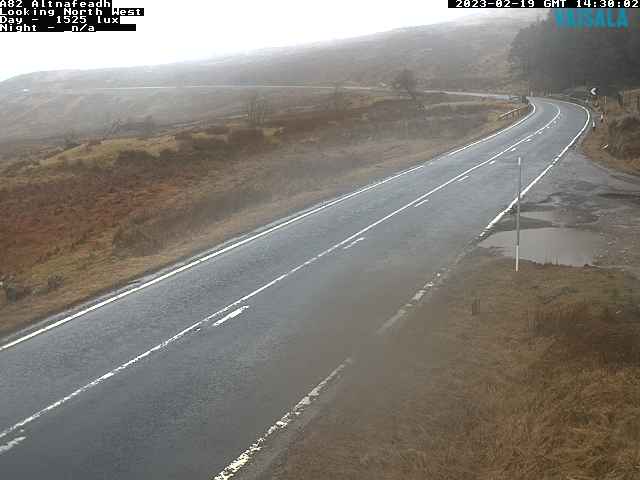 A82 Altnafeadh
2023-02-19 GMT 14:30:02
Looking North West
VAISALA
Day - 1525 lux
Night - n/a